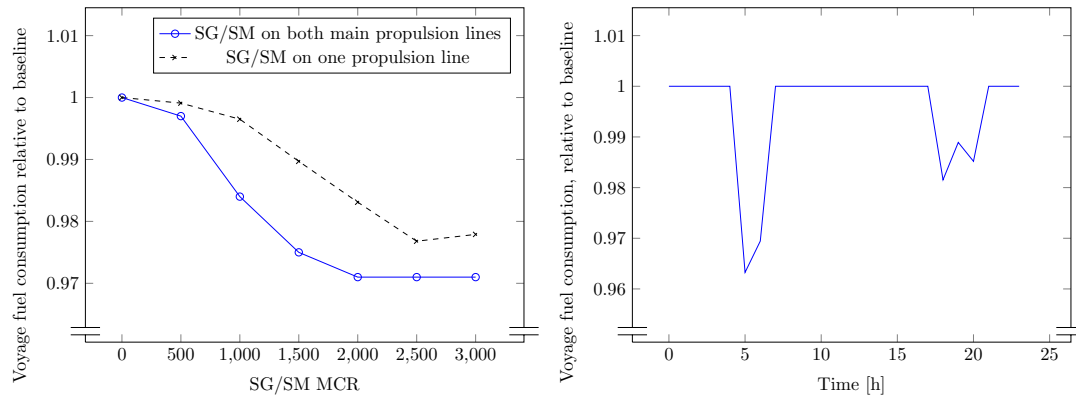 Voyage fuel consumption relative to baseline
1.01
1
0.99
0.98
0.97
SG/SM on both main propulsion lines
SG/SM on one propulsion line
0 500 1,000 1,500 2,000 2,500 3,000
SG/SM MCR
Voyage fuel consumption, relative to baseline
1.01
1
0.99
0.98
0.97
0.96
0 5 10 15 20 25
Time [h]